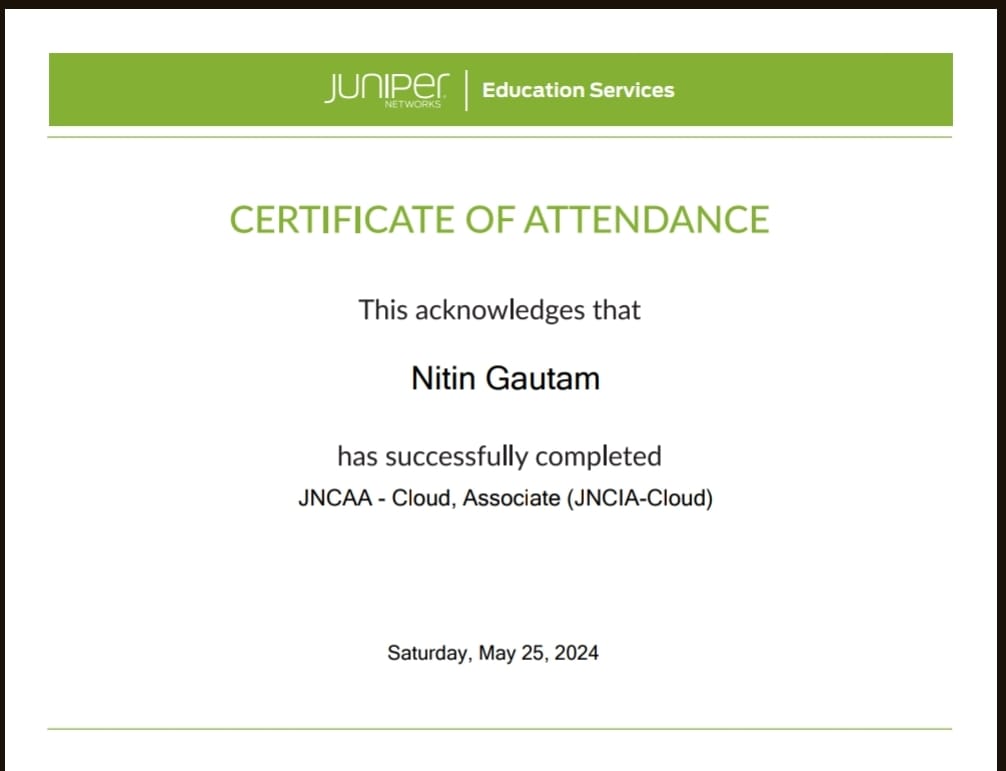 JUNIPER NETWORKS | Education Services
CERTIFICATE OF ATTENDANCE
This acknowledges that
Nitin Gautam
has successfully completed
JNCAA - Cloud, Associate (JNCIA-Cloud)
Saturday, May 25, 2024